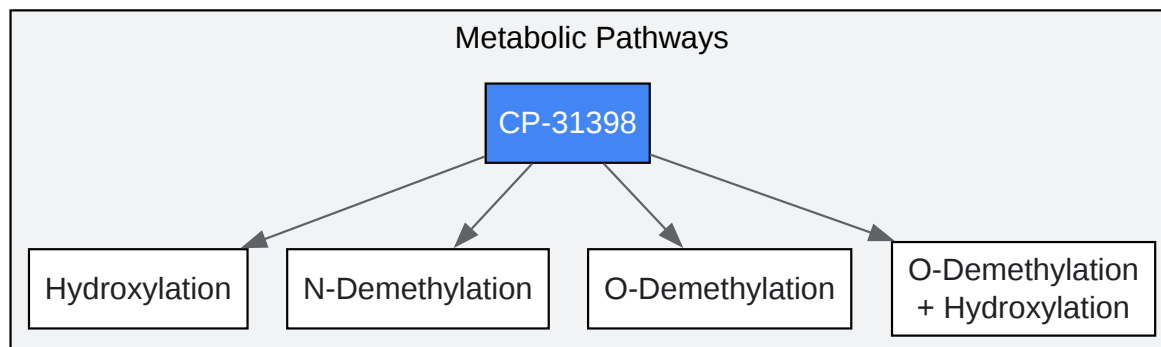 Metabolic Pathways
CP-31398
Hydroxylation
N-Demethylation
O-Demethylation
O-Demethylation
+ Hydroxylation